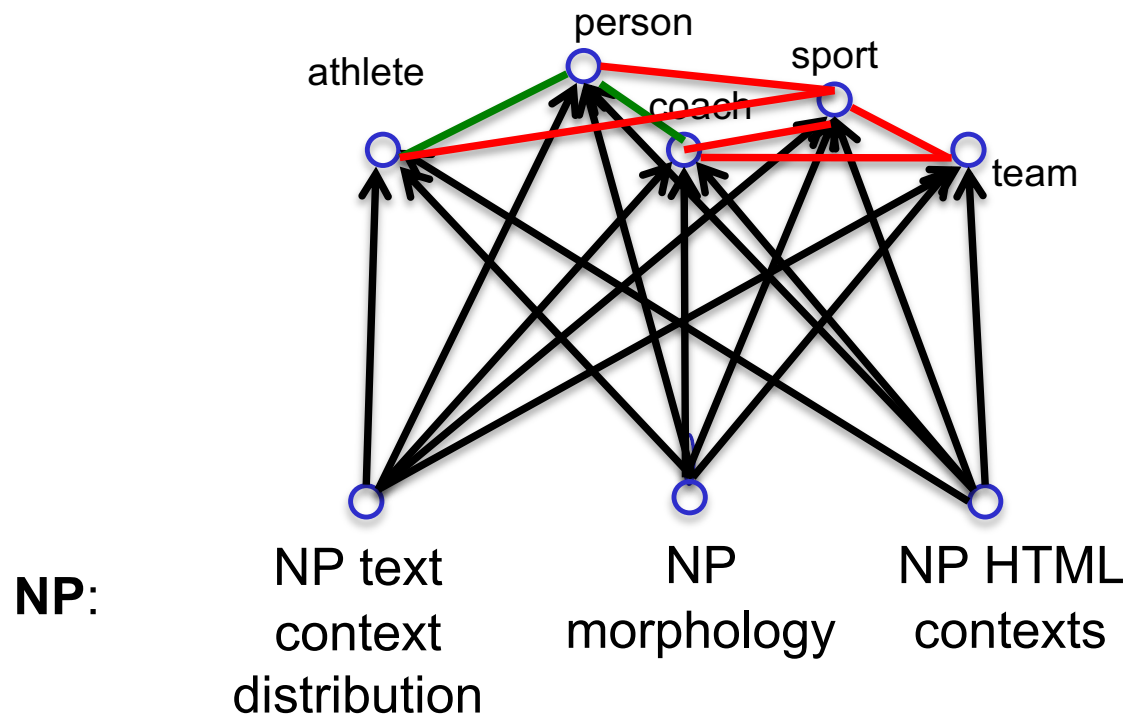 person
sport
athlete
coach
team
NP:
NP text
context
distribution
NP
morphology
NP HTML
contexts